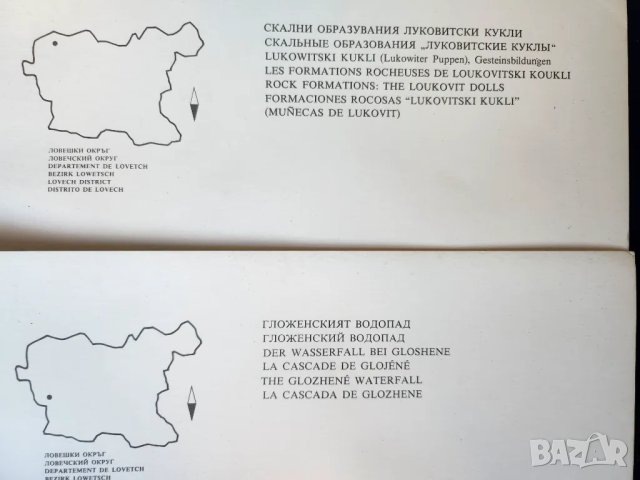 СКАЛНИ ОБРАЗУВАНИЯ ЛУКОВИТСКИ КУКЛИ
СКАЛЬНЫЕ ОБРАЗОВАНИЯ „ЛУКОВИТСКИЕ КУКЛЫ“
LUKOWITSKI KUKLI (Lukowiter Puppen), Gesteinsbildungen
LES FORMATIONS ROCHEUSES DE LOUKOVITSKI KOUKLI
ROCK FORMATIONS: THE LOUKOVIT DOLLS
FORMACIONES ROCOSAS “LUKOVITSKI KUKLI”
(MUÑECAS DE LUKOVIT)
ЛОВЕШКИ ОКРЪГ
ЛОВЕЧСКИЙ ОКРУГ
DEPARTEMENT DE LOVETCH
BEZIRK LOWETSCH
LOVECH DISTRICT
DISTRITO DE LOVECH
ГЛОЖЕНСКИЯТ ВОДОПАД
ГЛОЖЕНСКИЙ ВОДОПАД
DER WASSERFALL BEI GLOSHENE
LA CASCADE DE GLOJÉNÉ
THE GLOZHENÉ WATERFALL
LA CASCADA DE GLOZHENE
ЛОВЕШКИ ОКРЪГ
ЛОВЕЧСКИЙ ОКРУГ
DEPARTEMENT DE LOVETCH
BEZIRK LOWETSCH
BAZAR.bg